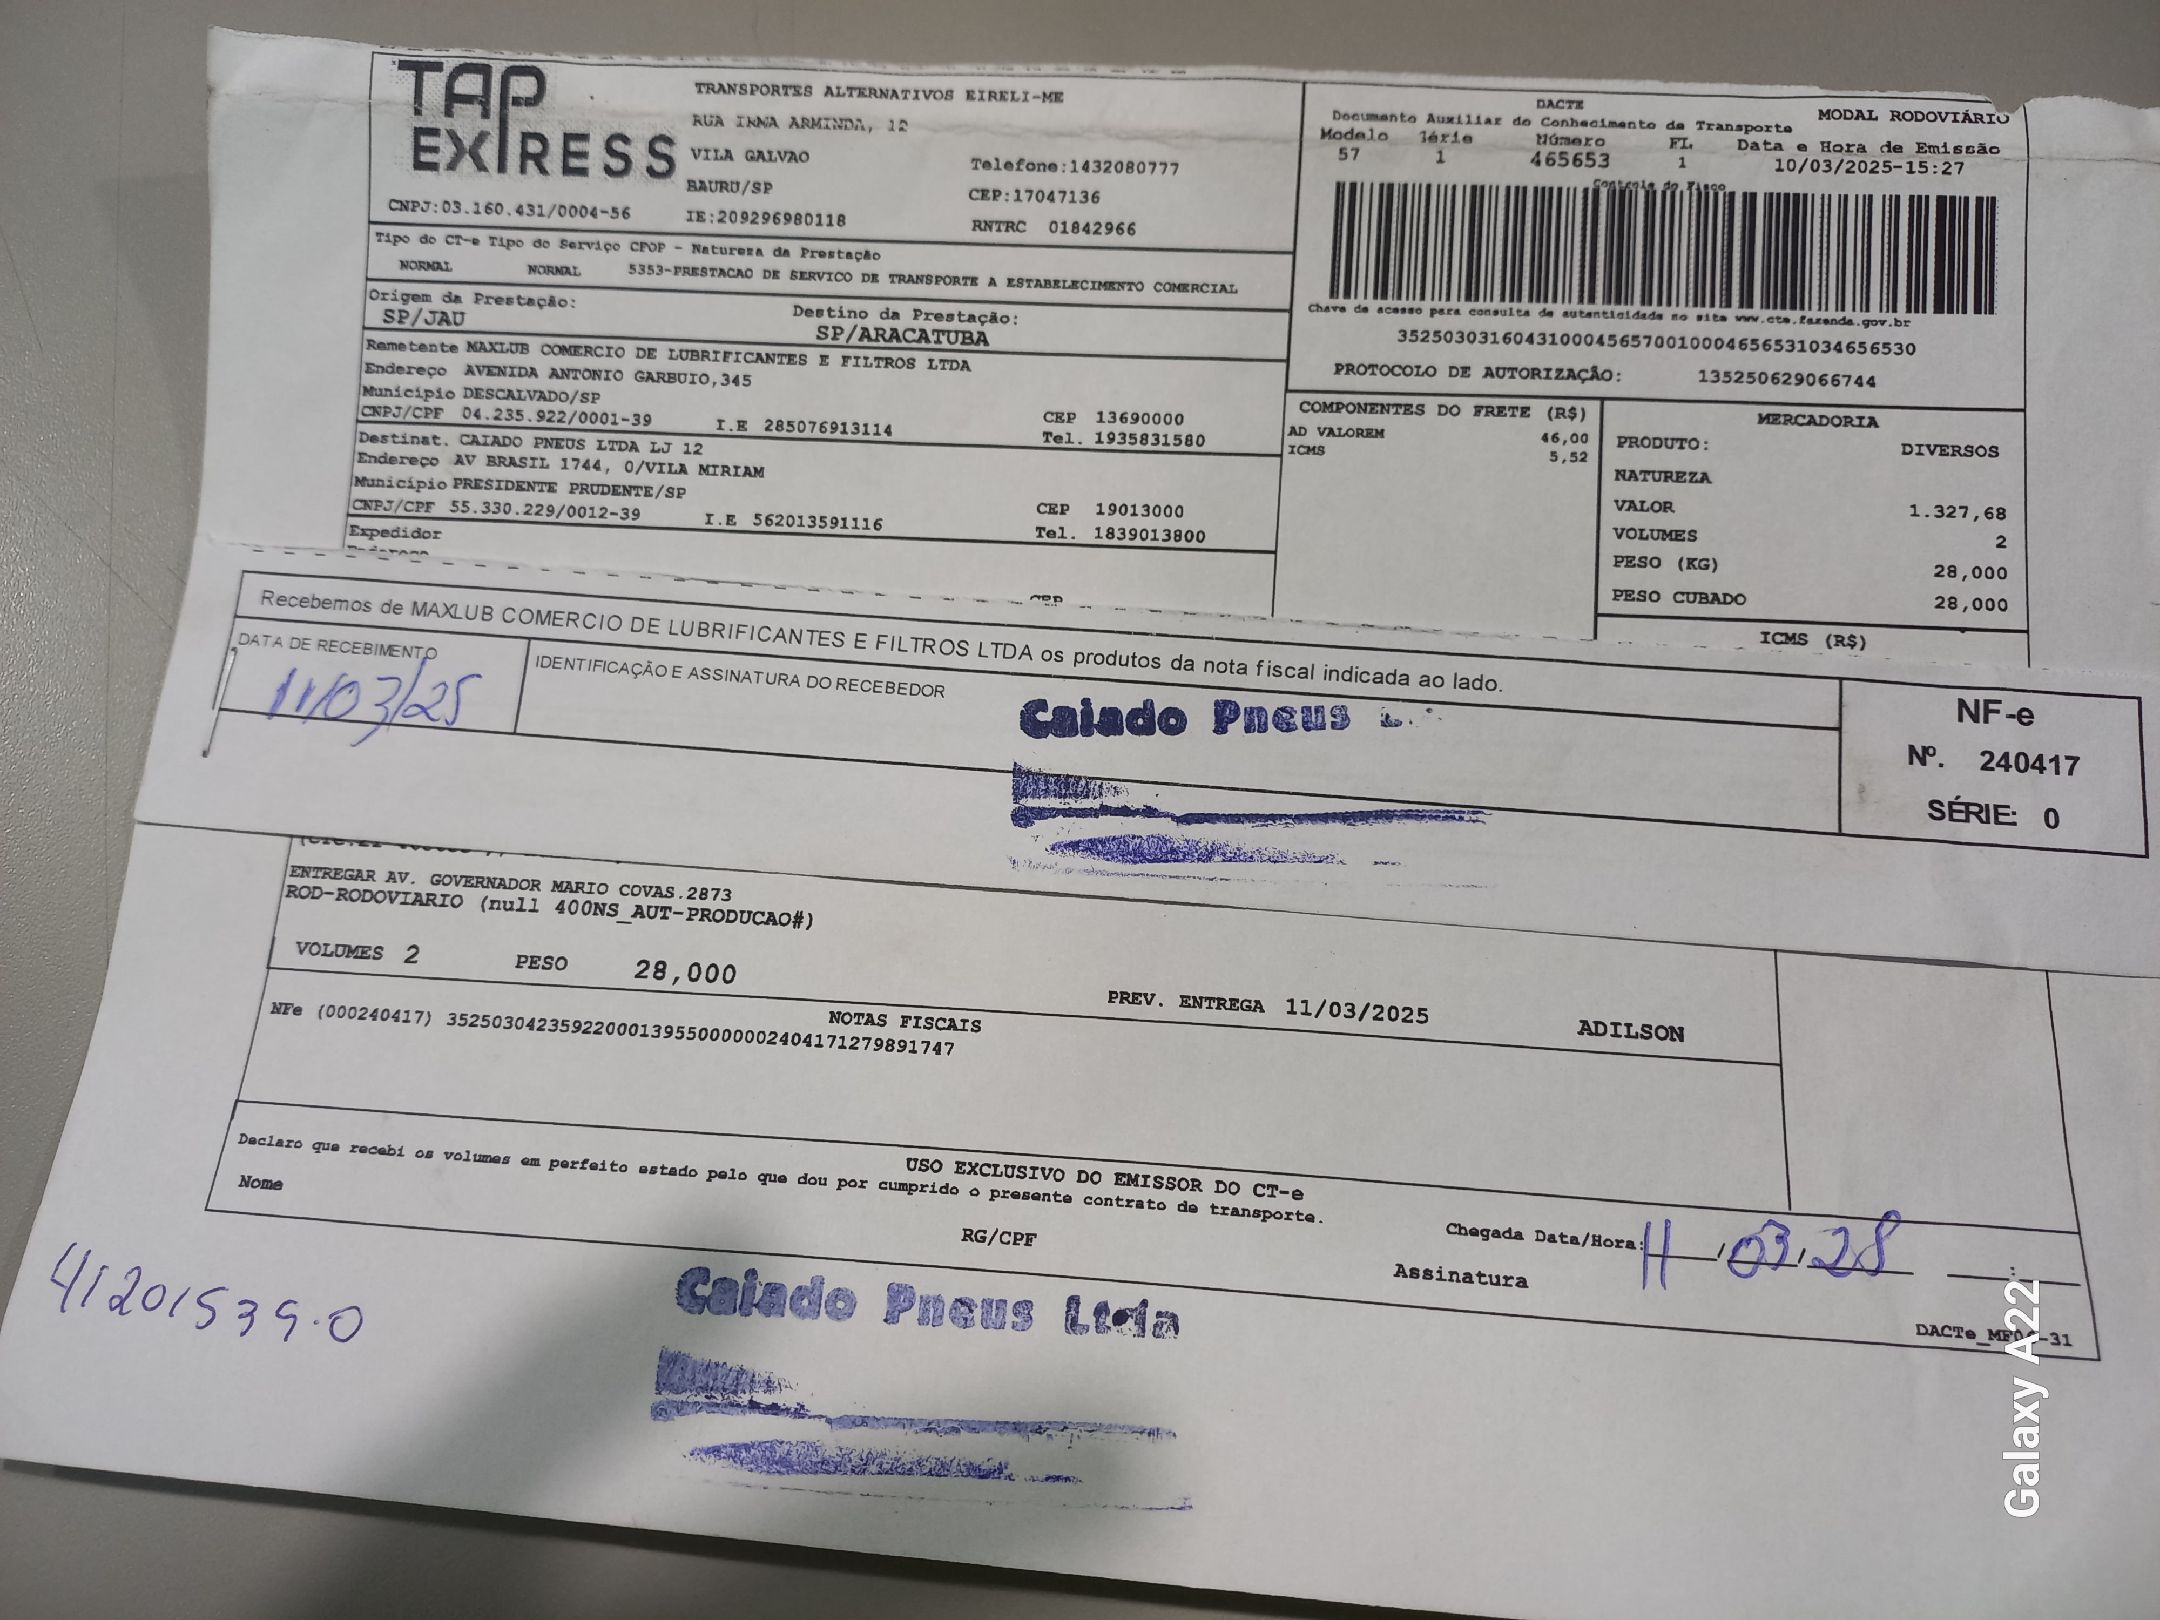 TAP EXPRESS
TRANSPORTES ALTERNATIVOS EIRELI-ME
RUA IRMA ARMINDA, 12
VILA GALVAO
BAURU/SP
IE:209296980118
Telefone:1432080777
CEP:17047136
RNTRC 01842966
CNPJ:03.160.431/0004-56
DACTE
MODAL RODOVIÁRIO
Documento Auxiliar do Conhecimento de Transporte
Modelo Série Número FL Data e Hora de Emissão
57 1 465653 1 10/03/2025-15:27
Controle do Fisco
Chave de acesso para consulta de autenticidade no site www.cte.fazenda.gov.br
35250303160431000456570010004656531034656530
PROTOCOLO DE AUTORIZAÇÃO: 135250629066744
Tipo do CT-e Tipo do Serviço CFOP - Natureza da Prestação
NORMAL NORMAL 5353-PRESTACAO DE SERVICO DE TRANSPORTE A ESTABELECIMENTO COMERCIAL
Origem da Prestação: Destino da Prestação:
SP/JAU SP/ARACATUBA
Remetente MAXLUB COMERCIO DE LUBRIFICANTES E FILTROS LTDA
Endereço AVENIDA ANTONIO GARBUIO,345
Município DESCALVADO/SP CEP 13690000
CNPJ/CPF 04.235.922/0001-39 I.E 285076913114 Tel. 1935831580
Destinat. CAIADO PNEUS LTDA LJ 12
Endereço AV BRASIL 1744, 0/VILA MIRIAM
Município PRESIDENTE PRUDENTE/SP CEP 19013000
CNPJ/CPF 55.330.229/0012-39 I.E 562013591116 Tel. 1839013800
Expedidor
Endereço
CEP
COMPONENTES DO FRETE (R$)
AD VALOREM 46,00
ICMS 5,52
MERCADORIA
PRODUTO: DIVERSOS
NATUREZA
VALOR 1.327,68
VOLUMES 2
PESO (KG) 28,000
PESO CUBADO 28,000
ICMS (R$)
Recebemos de MAXLUB COMERCIO DE LUBRIFICANTES E FILTROS LTDA os produtos da nota fiscal indicada ao lado.
DATA DE RECEBIMENTO
11/03/25
IDENTIFICAÇÃO E ASSINATURA DO RECEBEDOR
Caiado Pneus
NF-e
Nº. 240417
SÉRIE: 0
ENTREGAR AV. GOVERNADOR MARIO COVAS.2873
ROD-RODOVIARIO (null 400NS_AUT-PRODUCAO#)
VOLUMES 2 PESO 28,000 PREV. ENTREGA 11/03/2025 ADILSON
NOTAS FISCAIS
NFe (000240417) 35250304235922000139550000002404171279891747
USO EXCLUSIVO DO EMISSOR DO CT-e
Declaro que recebi os volumes em perfeito estado pelo que dou por cumprido o presente contrato de transporte.
Nome RG/CPF Assinatura
Chegada Data/Hora: 11/03/28
DACTe_MF04-31
Caiado Pneus Ltda
41201539-0
Galaxy A22